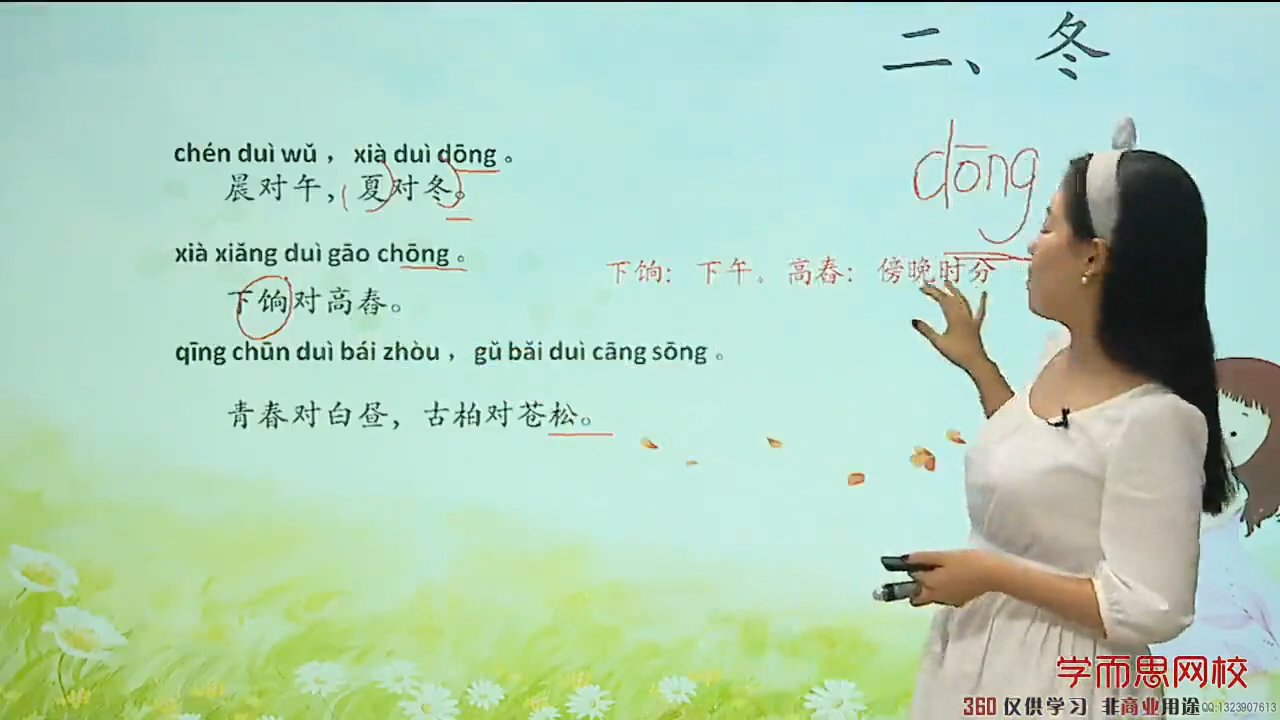 二、冬
dōng
chén duì wǔ ， xià duì dōng 。
晨对午，夏对冬。
xià xiǎng duì gāo chōng 。
下饷对高舂。
下饷：下午。高舂：傍晚时分
qīng chūn duì bái zhòu ， gǔ bǎi duì cāng sōng 。
青春对白昼，古柏对苍松。
学而思网校
360 仅供学习 非商业用途 QQ:1323907613